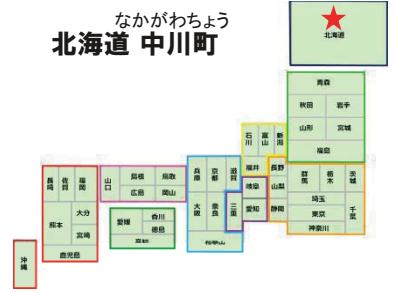 なかがわちょう
北海道 中川町
北海道
青森
秋田 岩手
山形 宮城
福島
石川 富山 新潟
福井 長野
岐阜 山梨
愛知 静岡
群馬 栃木 茨城
埼玉
東京
千葉
神奈川
兵庫 京都 滋賀
大阪 奈良 三重
和歌山
山口 島根 鳥取
広島 岡山
愛媛 香川
徳島
高知
長崎 佐賀 福岡
熊本 大分
宮崎
鹿児島
沖縄